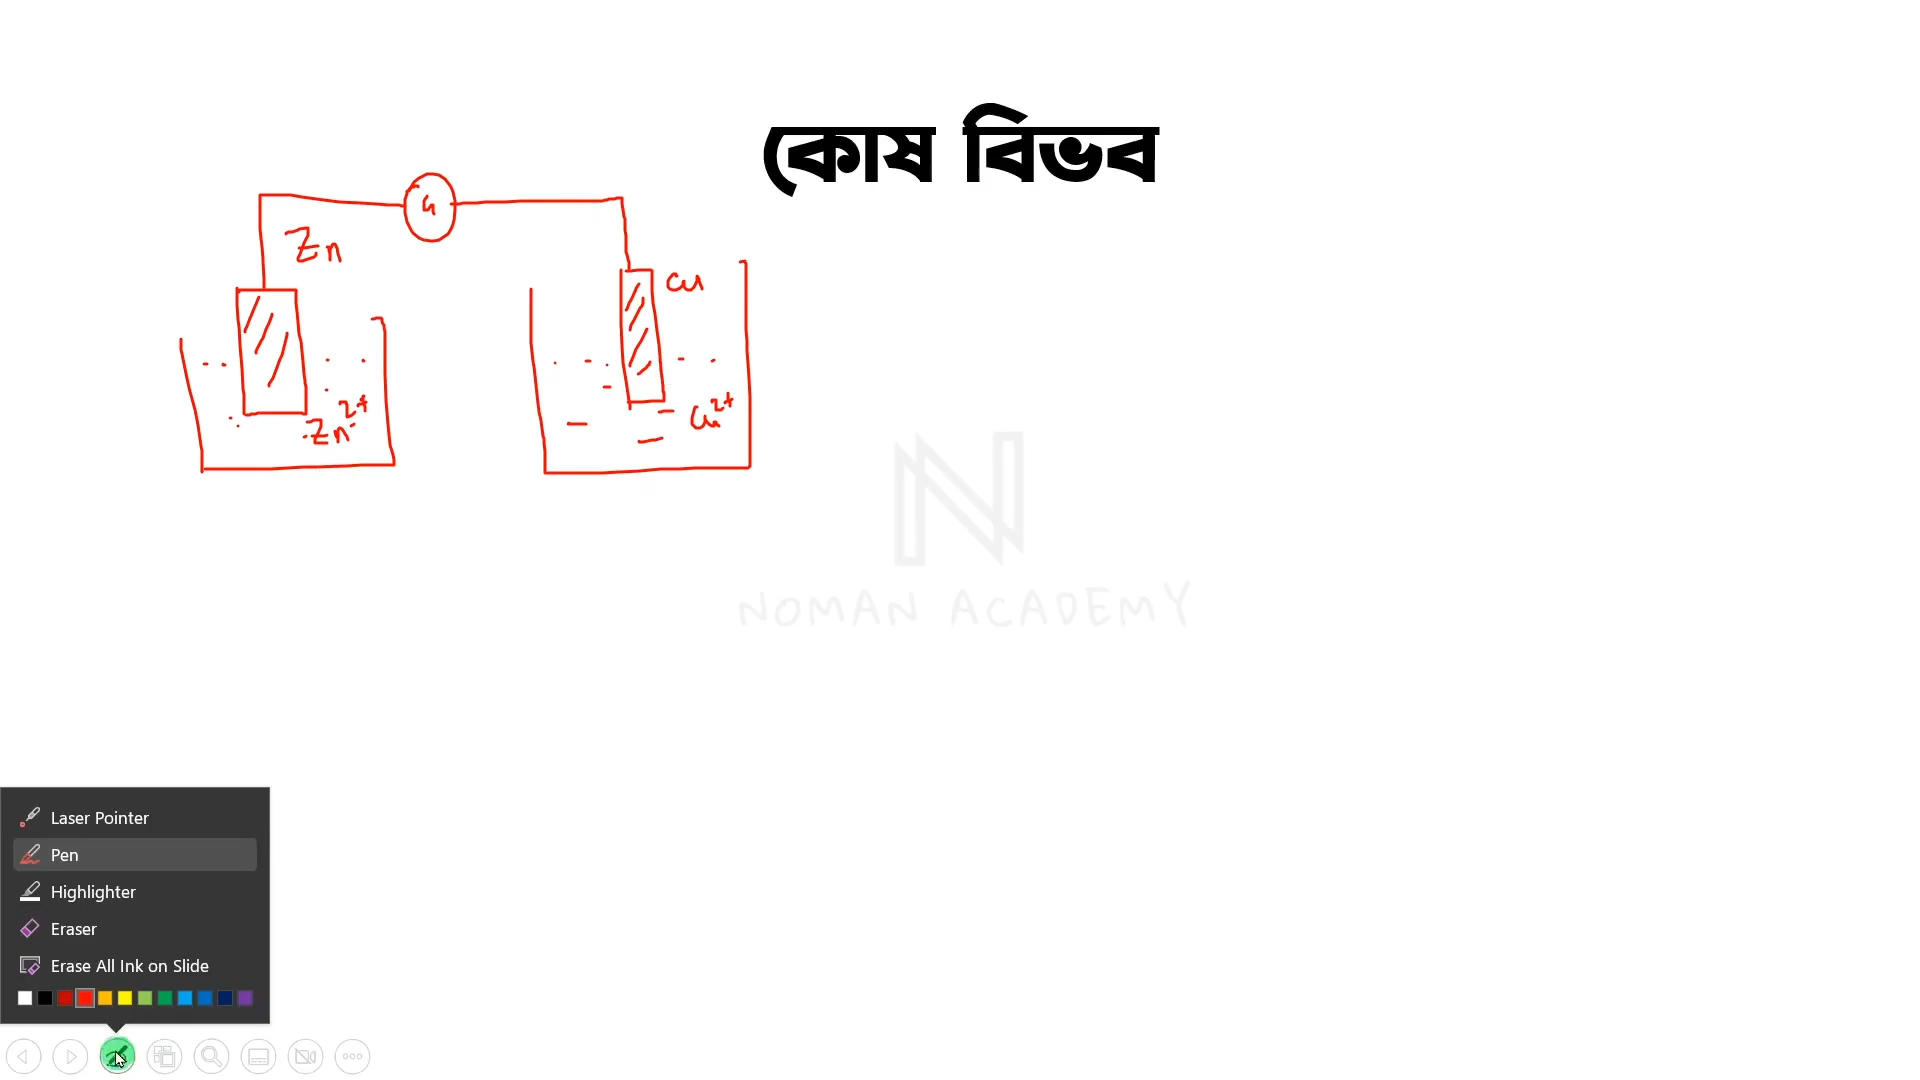 কোষ বিভব
G
Zn
Cu
Zn2+
Cu2+
NOMAN ACADEMY
Laser Pointer
Pen
Highlighter
Eraser
Erase All Ink on Slide